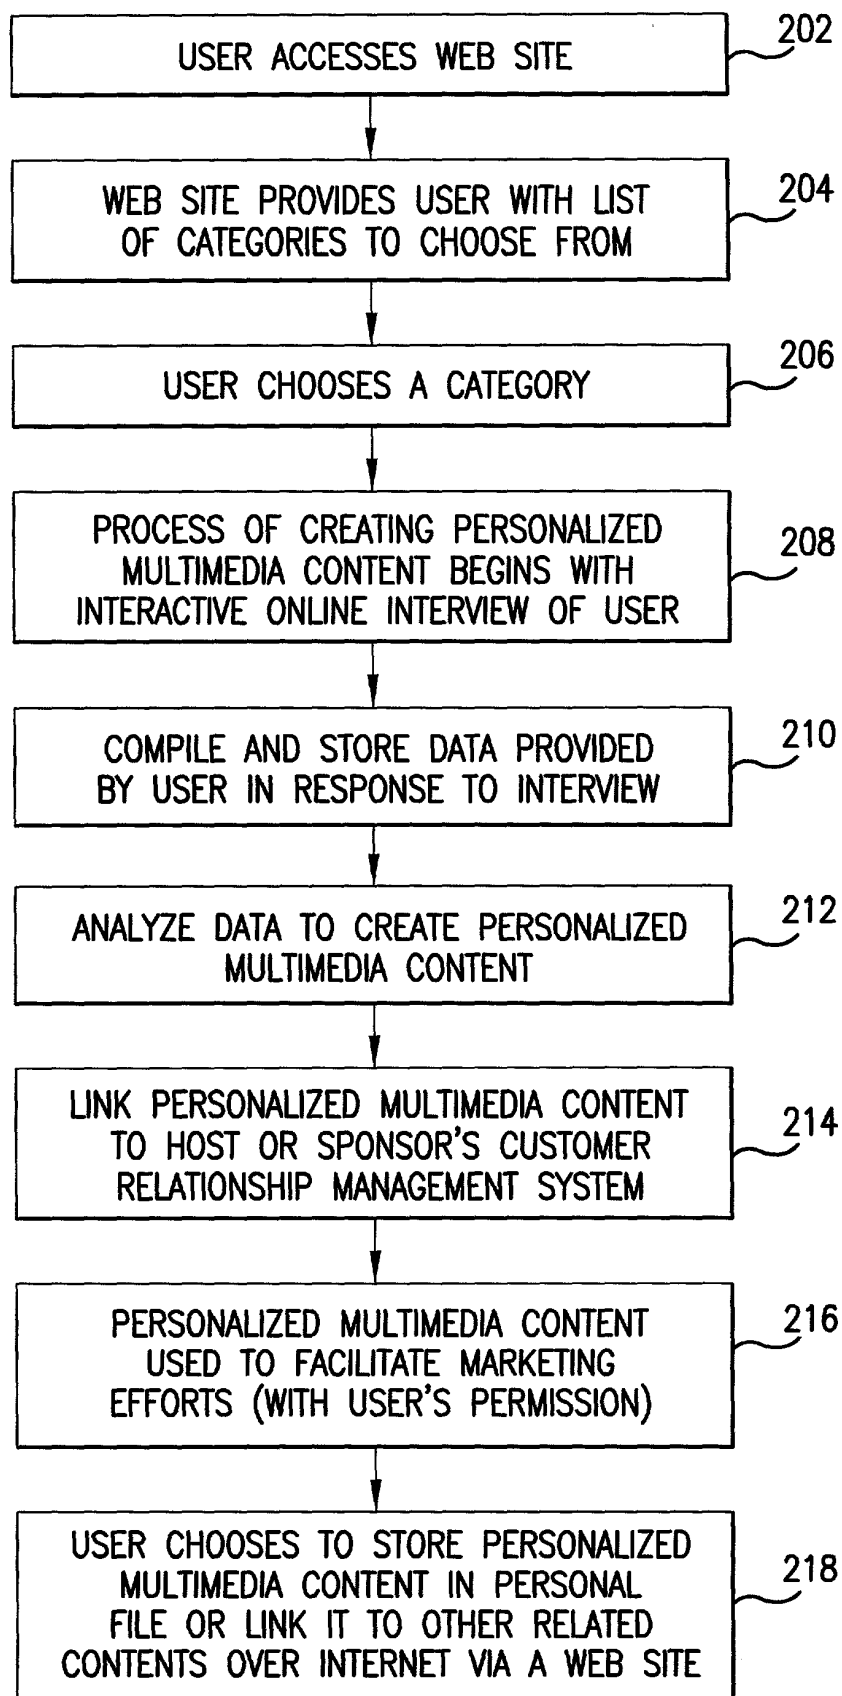 USER ACCESSES WEB SITE
202
WEB SITE PROVIDES USER WITH LIST
OF CATEGORIES TO CHOOSE FROM
204
USER CHOOSES A CATEGORY
206
PROCESS OF CREATING PERSONALIZED
MULTIMEDIA CONTENT BEGINS WITH
INTERACTIVE ONLINE INTERVIEW OF USER
208
COMPILE AND STORE DATA PROVIDED
BY USER IN RESPONSE TO INTERVIEW
210
ANALYZE DATA TO CREATE PERSONALIZED
MULTIMEDIA CONTENT
212
LINK PERSONALIZED MULTIMEDIA CONTENT
TO HOST OR SPONSOR'S CUSTOMER
RELATIONSHIP MANAGEMENT SYSTEM
214
PERSONALIZED MULTIMEDIA CONTENT
USED TO FACILITATE MARKETING
EFFORTS (WITH USER'S PERMISSION)
216
USER CHOOSES TO STORE PERSONALIZED
MULTIMEDIA CONTENT IN PERSONAL
FILE OR LINK IT TO OTHER RELATED
CONTENTS OVER INTERNET VIA A WEB SITE
218